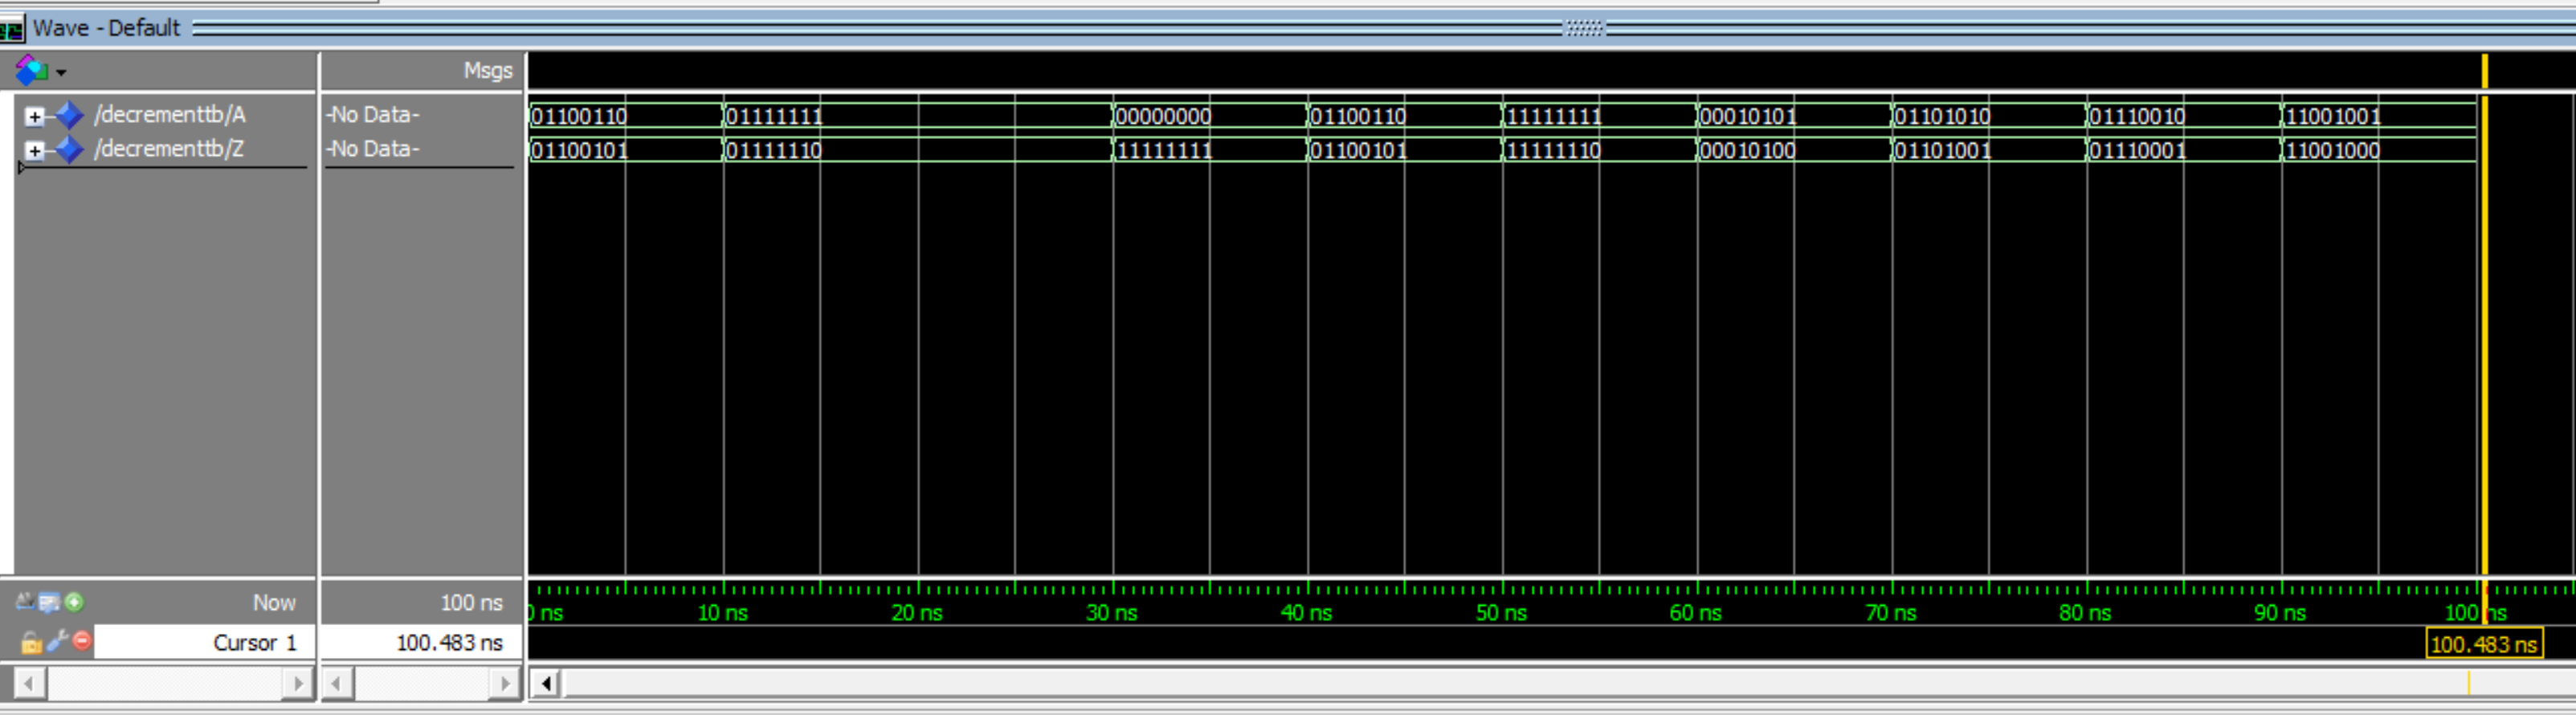 Wave - Default
Msgs
/decrementtb/A -No Data- 01100110 01111111 00000000 01100110 11111111 00010101 01101010 01110010 11001001
/decrementtb/Z -No Data- 01100101 01111110 11111111 01100101 11111110 00010100 01101001 01110001 11001000
Now 100 ns
0 ns 10 ns 20 ns 30 ns 40 ns 50 ns 60 ns 70 ns 80 ns 90 ns 100 ns
Cursor 1 100.483 ns 100.483 ns